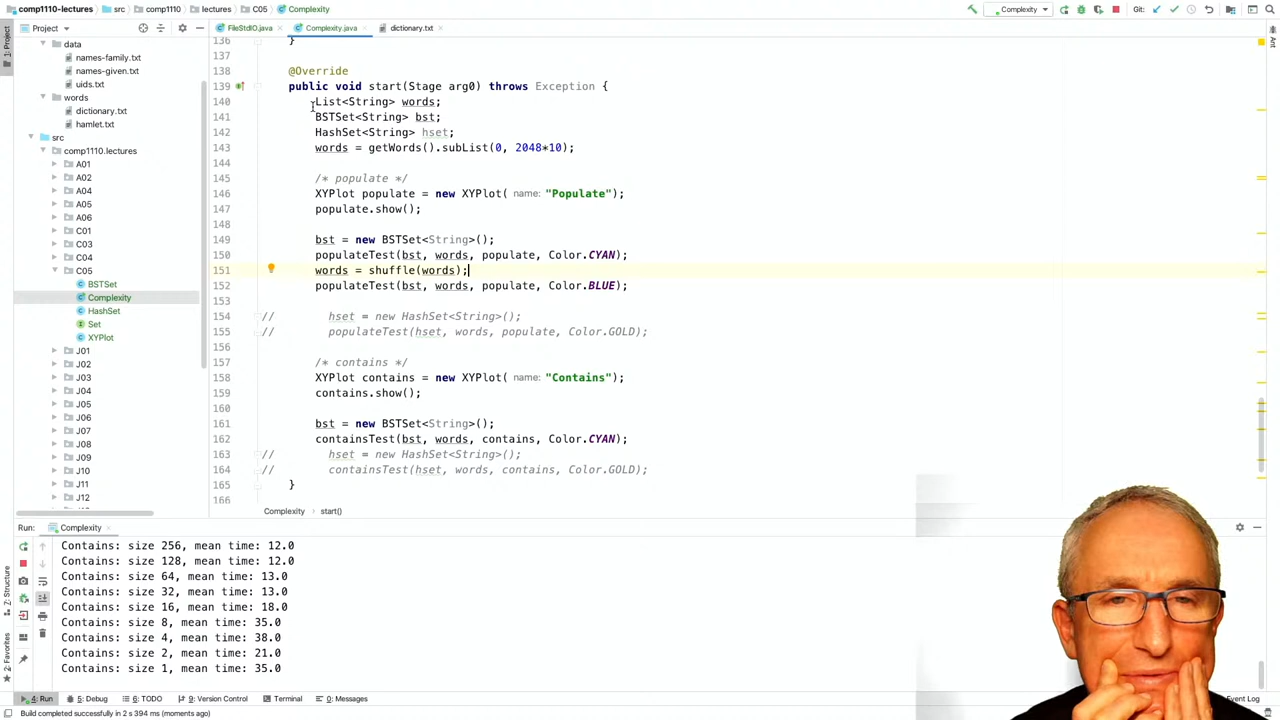 comp1110-lectures src comp1110 lectures C05 Complexity
Complexity Git:
Project FileStdIO.java Complexity.java dictionary.txt
1: Project
Ant
data
names-family.txt
names-given.txt
uids.txt
words
dictionary.txt
hamlet.txt
src
comp1110.lectures
A01
A02
A04
A05
A06
C01
C03
C04
C05
BSTSet
Complexity
HashSet
Set
XYPlot
J01
J02
J03
J04
J05
J06
J07
J08
J09
J10
J11
J12
136 }
137
138 @Override
139 public void start(Stage arg0) throws Exception {
140 List<String> words;
141 BSTSet<String> bst;
142 HashSet<String> hset;
143 words = getWords().subList(0, 2048*10);
144
145 /* populate */
146 XYPlot populate = new XYPlot( name: "Populate");
147 populate.show();
148
149 bst = new BSTSet<String>();
150 populateTest(bst, words, populate, Color.CYAN);
151 words = shuffle(words);
152 populateTest(bst, words, populate, Color.BLUE);
153
154 // hset = new HashSet<String>();
155 // populateTest(hset, words, populate, Color.GOLD);
156
157 /* contains */
158 XYPlot contains = new XYPlot( name: "Contains");
159 contains.show();
160
161 bst = new BSTSet<String>();
162 containsTest(bst, words, contains, Color.CYAN);
163 // hset = new HashSet<String>();
164 // containsTest(hset, words, contains, Color.GOLD);
165 }
166
Complexity start()
Run: Complexity
Contains: size 256, mean time: 12.0
Contains: size 128, mean time: 12.0
Contains: size 64, mean time: 13.0
Contains: size 32, mean time: 13.0
Contains: size 16, mean time: 18.0
Contains: size 8, mean time: 35.0
Contains: size 4, mean time: 38.0
Contains: size 2, mean time: 21.0
Contains: size 1, mean time: 35.0
7: Structure
2: Favorites
4: Run 5: Debug 6: TODO 9: Version Control Terminal 0: Messages Event Log
Build completed successfully in 2 s 394 ms (moments ago)